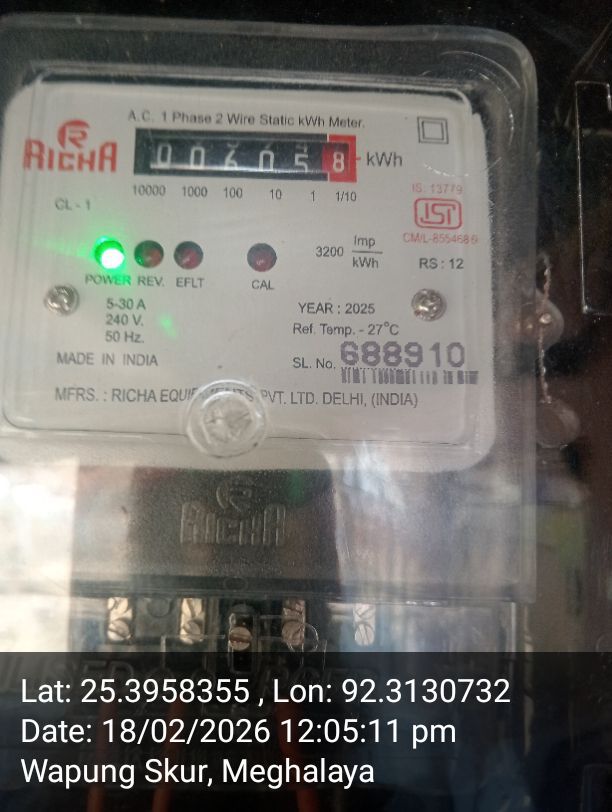 A.C. 1 Phase 2 Wire Static kWh Meter.
RICHA
006058 kWh
10000 1000 100 10 1 1/10
CL - 1
IS: 13779
ISI
CM/L-8554686
3200 Imp/kWh
RS : 12
POWER REV. EFLT CAL
5-30 A
240 V.
50 Hz.
YEAR : 2025
Ref. Temp. - 27°C
MADE IN INDIA
SL. No. 688910
MFRS. : RICHA PVT. LTD. DELHI, (INDIA)
RICHA
Lat: 25.3958355 , Lon: 92.3130732
Date: 18/02/2026 12:05:11 pm
Wapung Skur, Meghalaya